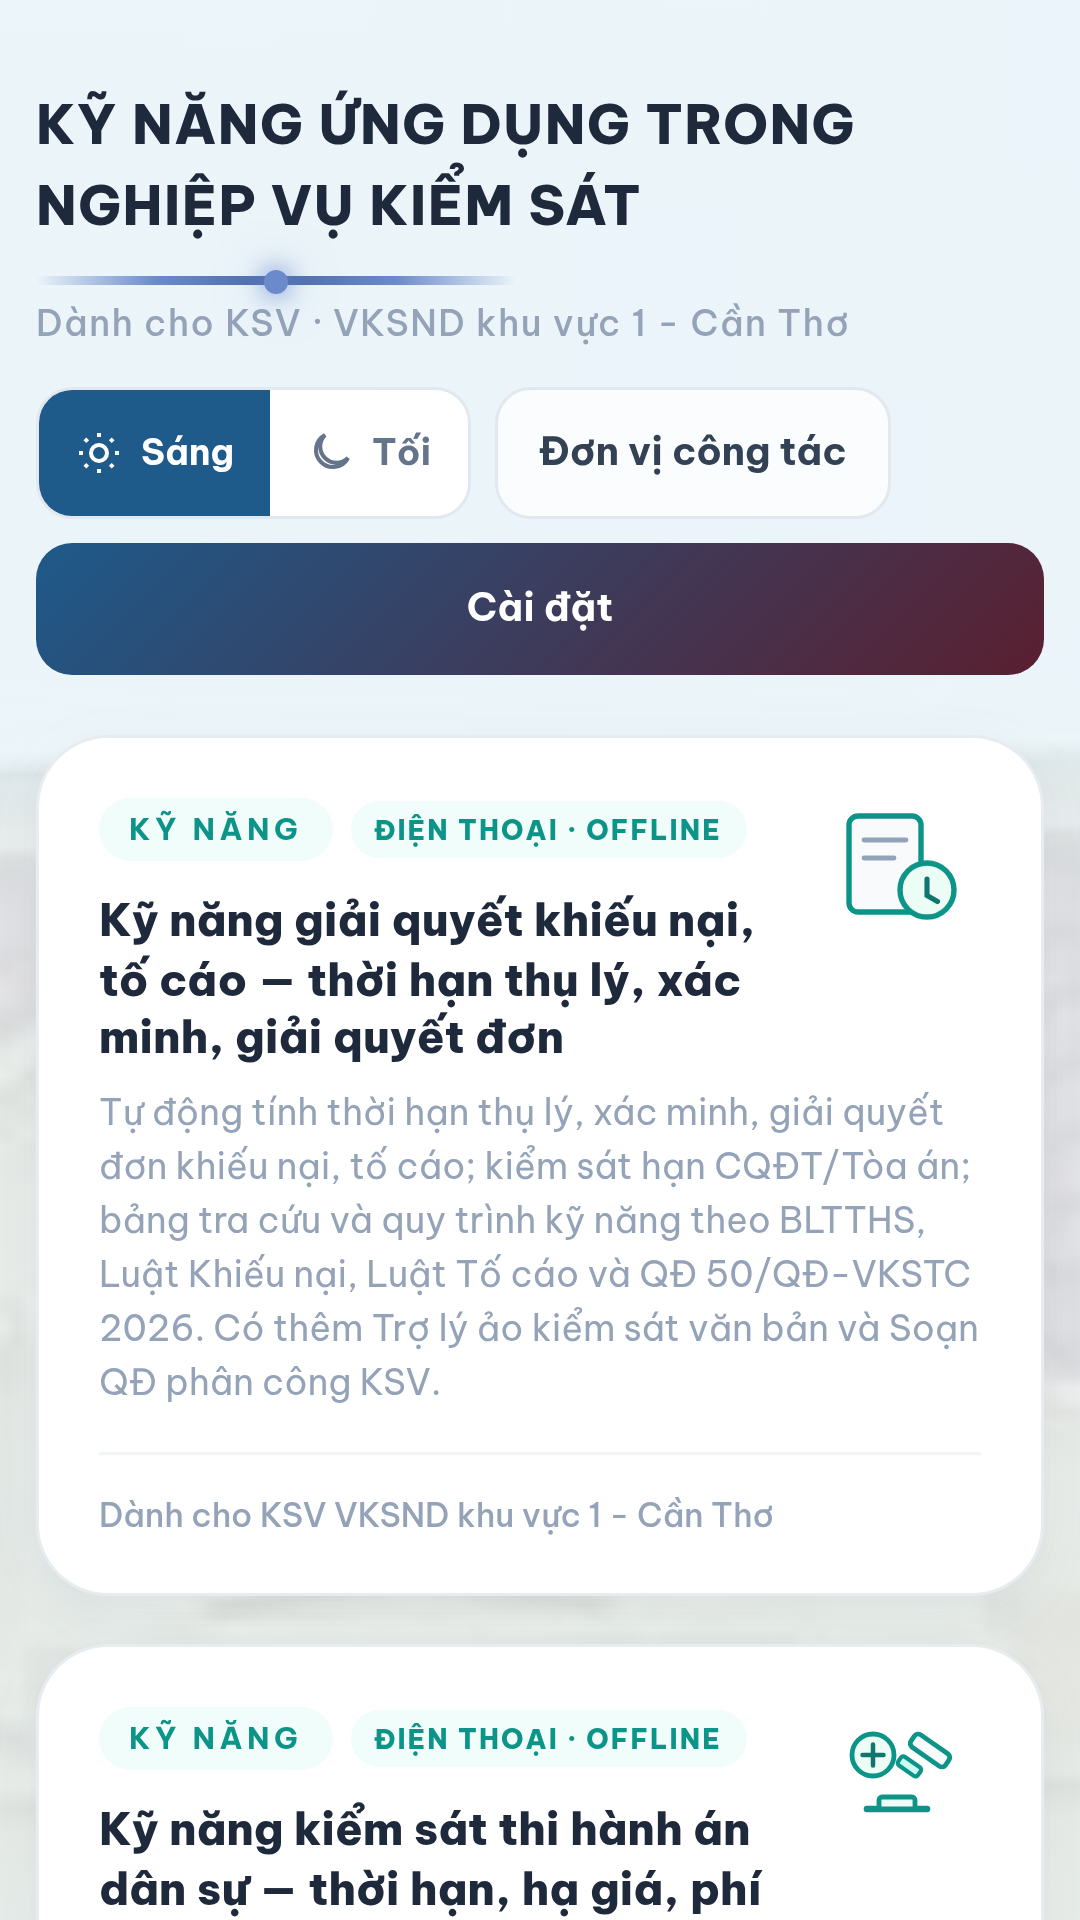 KỸ NĂNG ỨNG DỤNG TRONG
NGHIỆP VỤ KIỂM SÁT
Dành cho KSV · VKSND khu vực 1 - Cần Thơ
Sáng
Tối
Đơn vị công tác
Cài đặt
KỸ NĂNG
ĐIỆN THOẠI · OFFLINE
Kỹ năng giải quyết khiếu nại,
tố cáo — thời hạn thụ lý, xác
minh, giải quyết đơn
Tự động tính thời hạn thụ lý, xác minh, giải quyết
đơn khiếu nại, tố cáo; kiểm sát hạn CQĐT/Tòa án;
bảng tra cứu và quy trình kỹ năng theo BLTTHS,
Luật Khiếu nại, Luật Tố cáo và QĐ 50/QĐ-VKSTC
2026. Có thêm Trợ lý ảo kiểm sát văn bản và Soạn
QĐ phân công KSV.
Dành cho KSV VKSND khu vực 1 - Cần Thơ
KỸ NĂNG
ĐIỆN THOẠI · OFFLINE
Kỹ năng kiểm sát thi hành án
dân sự — thời hạn, hạ giá, phí